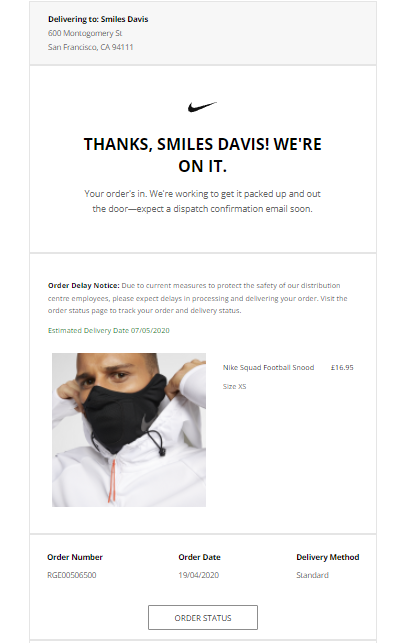 Delivering to: Smiles Davis
600 Montogomery St
San Francisco, CA 94111
THANKS, SMILES DAVIS! WE'RE
ON IT.
Your order's in. We're working to get it packed up and out
the door—expect a dispatch confirmation email soon.
Order Delay Notice: Due to current measures to protect the safety of our distribution
centre employees, please expect delays in processing and delivering your order. Visit the
order status page to track your order and delivery status.
Estimated Delivery Date 07/05/2020
Nike Squad Football Snood £16.95
Size XS
Order Number Order Date Delivery Method
RGE00506500 19/04/2020 Standard
ORDER STATUS